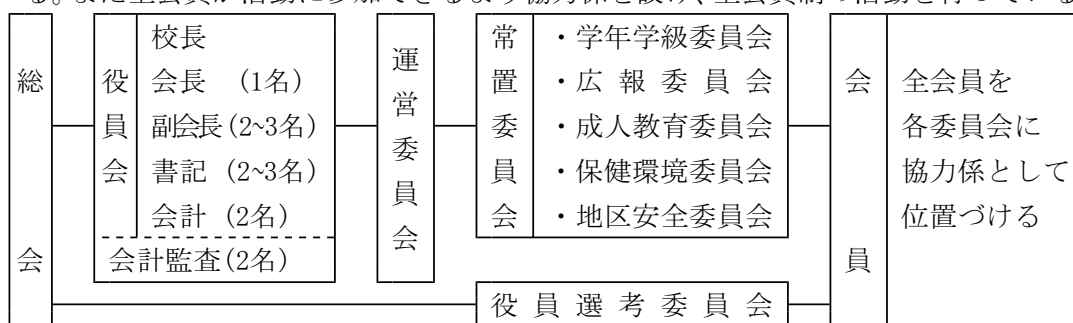 る。また全会員が活動に参加できるよう協力係を設け、全会員制の活動を行っている
総会
役員会
校長
会長 (1名)
副会長(2~3名)
書記 (2~3名)
会計 (2名)
会計監査(2名)
運営委員会
常置委員会
・学年学級委員会
・広報委員会
・成人教育委員会
・保健環境委員会
・地区安全委員会
役員選考委員会
会員
全会員を
各委員会に
協力係として
位置づける